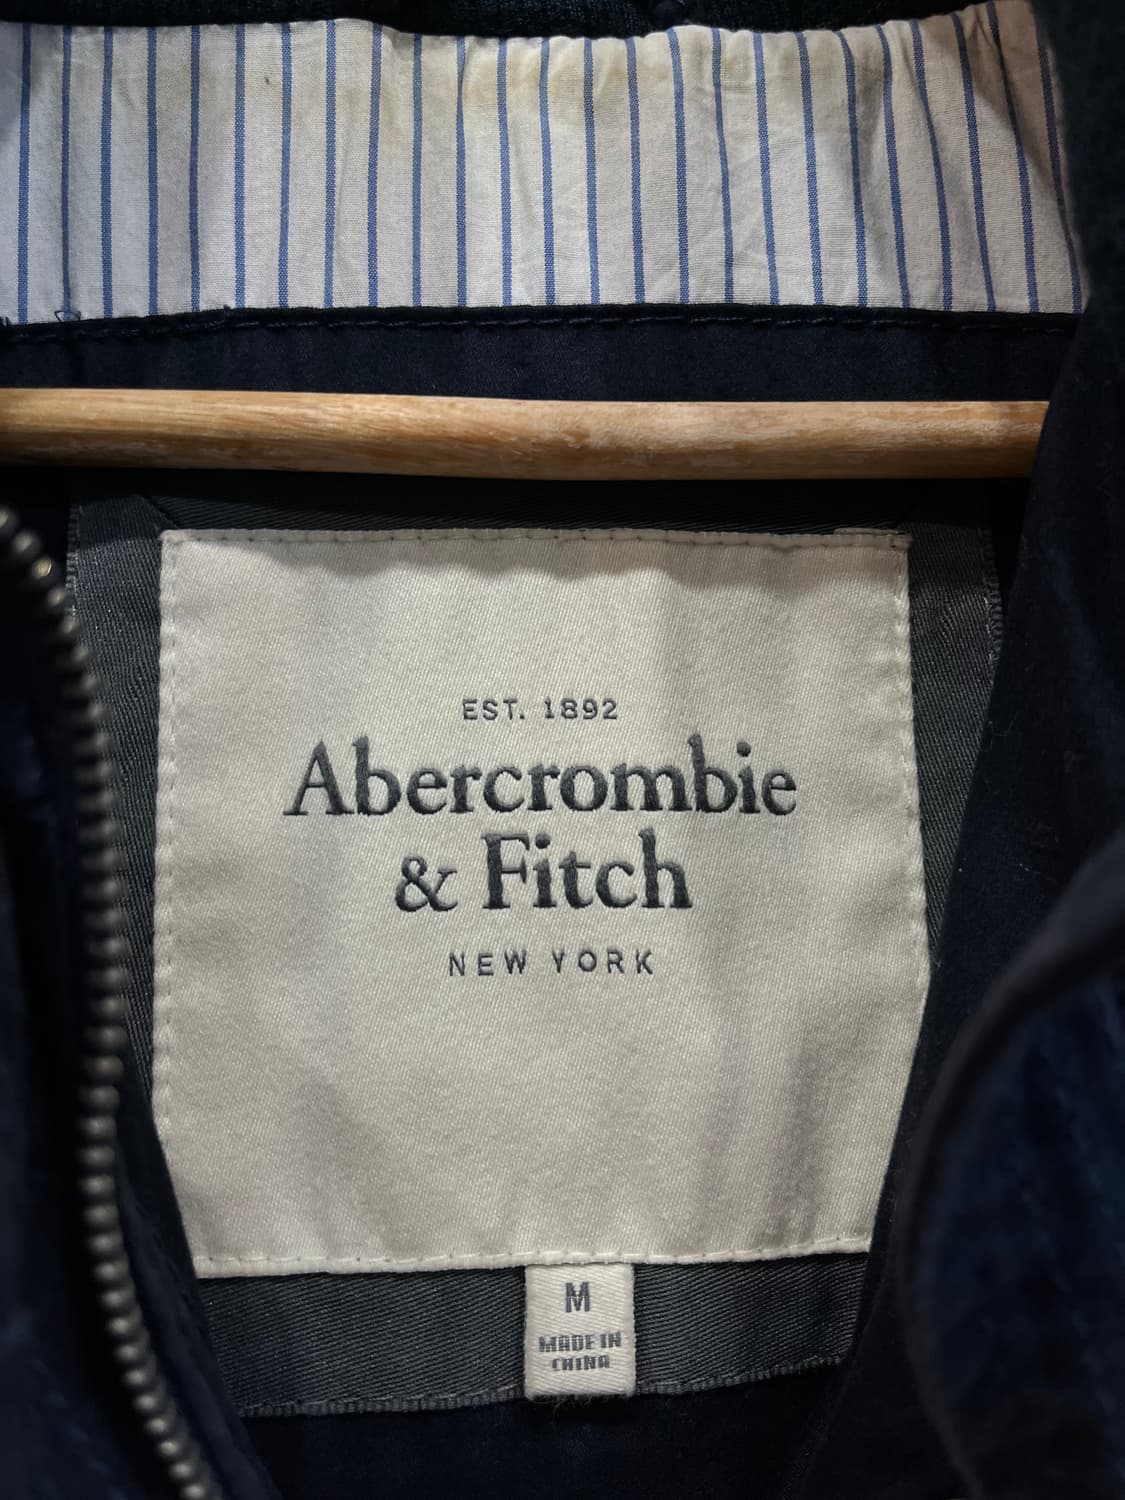 EST. 1892
Abercrombie
& Fitch
NEW YORK
M
MADE IN
CHINA